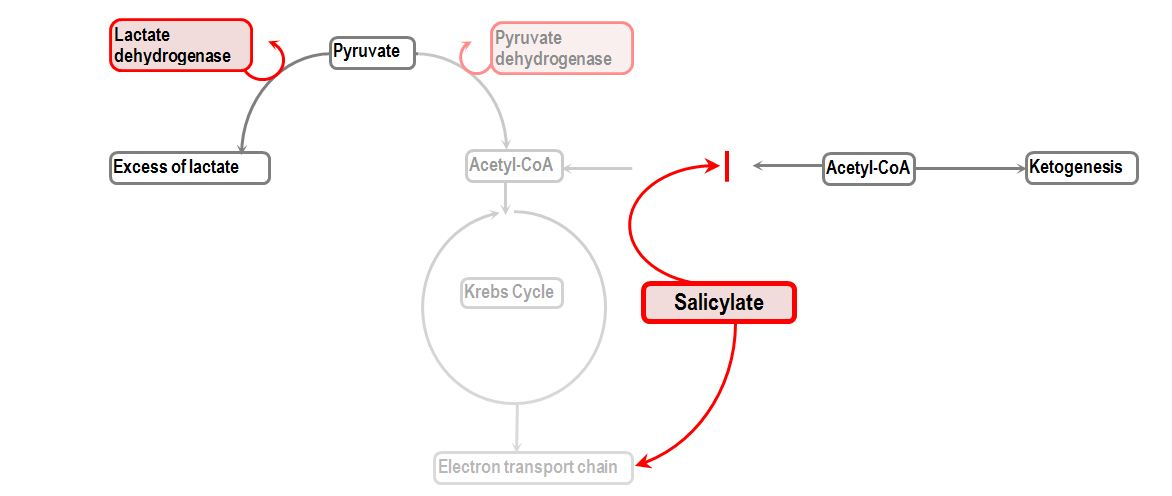 Lactate
dehydrogenase
Pyruvate
Pyruvate
dehydrogenase
Excess of lactate
Acetyl-CoA
Acetyl-CoA
Ketogenesis
Krebs Cycle
Salicylate
Electron transport chain